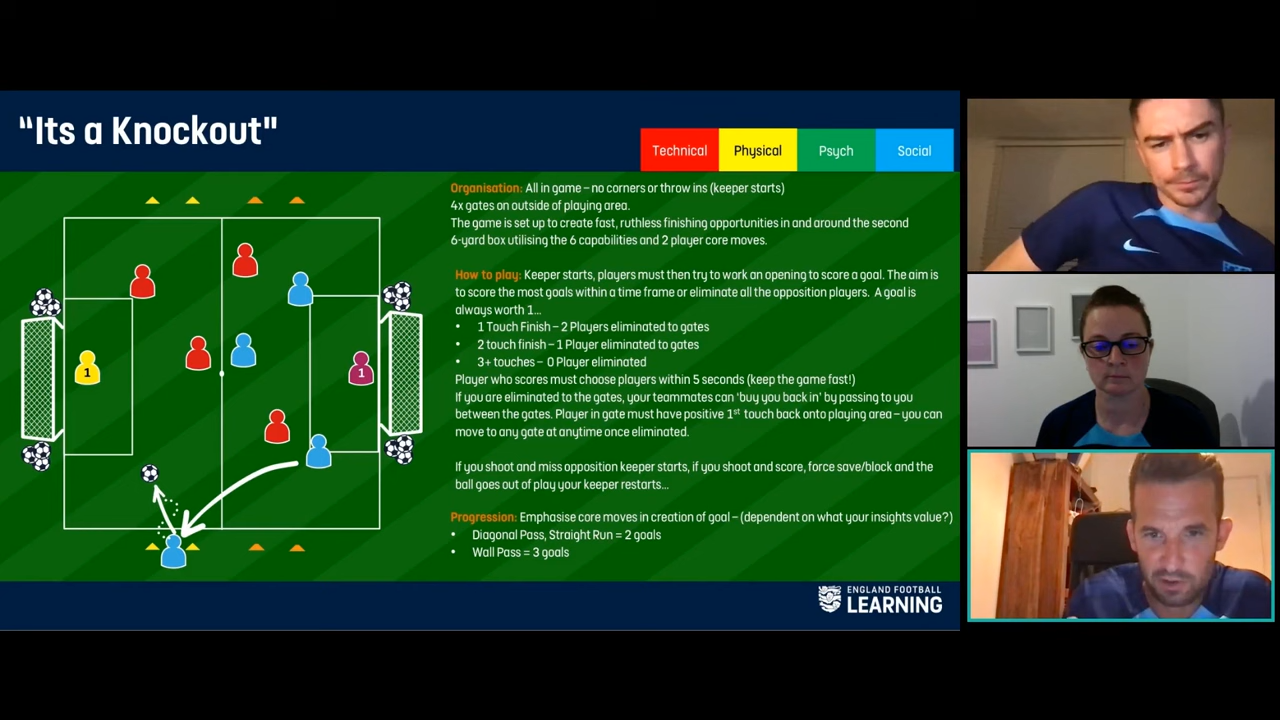 “Its a Knockout"
Technical
Physical
Psych
Social
Organisation: All in game – no corners or throw ins (keeper starts)
4x gates on outside of playing area.
The game is set up to create fast, ruthless finishing opportunities in and around the second
6-yard box utilising the 6 capabilities and 2 player core moves.
How to play: Keeper starts, players must then try to work an opening to score a goal. The aim is
to score the most goals within a time frame or eliminate all the opposition players. A goal is
always worth 1...
• 1 Touch Finish – 2 Players eliminated to gates
• 2 touch finish – 1 Player eliminated to gates
• 3+ touches – 0 Player eliminated
Player who scores must choose players within 5 seconds (keep the game fast!)
If you are eliminated to the gates, your teammates can ‘buy you back in’ by passing to you
between the gates. Player in gate must have positive 1st touch back onto playing area – you can
move to any gate at anytime once eliminated.
If you shoot and miss opposition keeper starts, if you shoot and score, force save/block and the
ball goes out of play your keeper restarts...
Progression: Emphasise core moves in creation of goal – (dependent on what your insights value?)
• Diagonal Pass, Straight Run = 2 goals
• Wall Pass = 3 goals
1
1
ENGLAND FOOTBALL
LEARNING